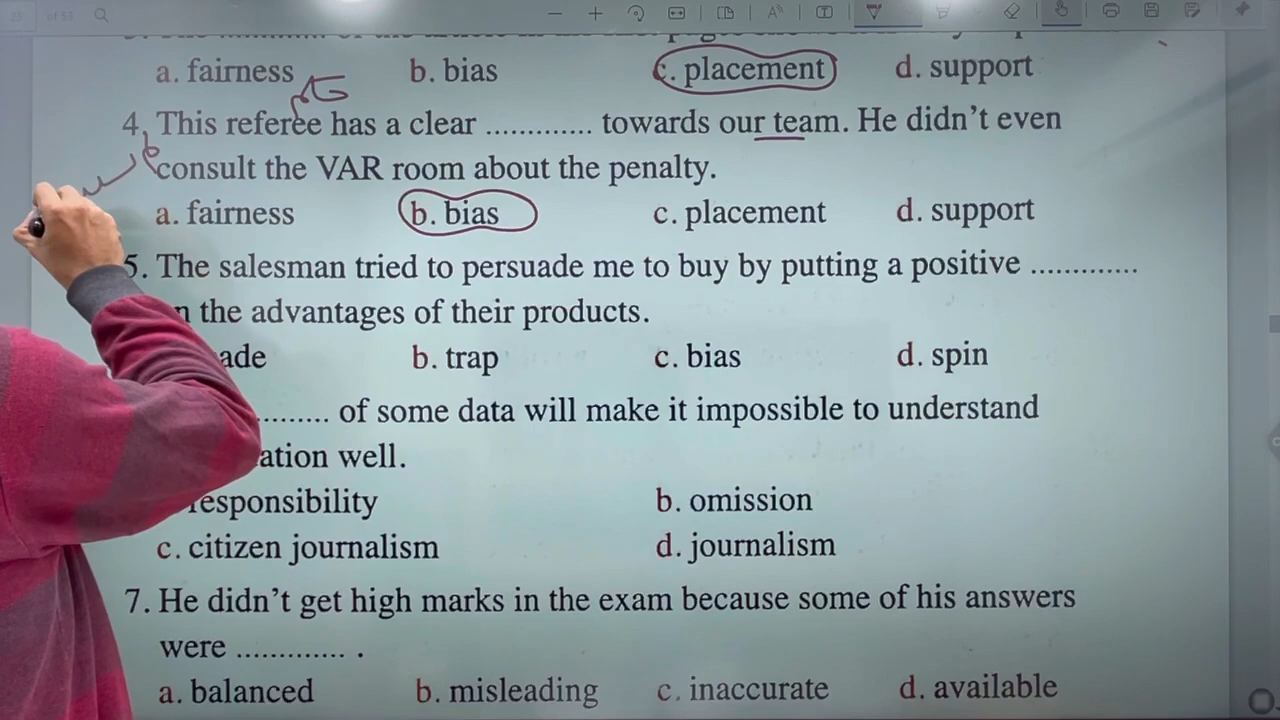 23 of 53
a. fairness b. bias c. placement d. support
4. This referee has a clear ............. towards our team. He didn't even
consult the VAR room about the penalty.
a. fairness b. bias c. placement d. support
5. The salesman tried to persuade me to buy by putting a positive .............
the advantages of their products.
b. trap c. bias d. spin
......... of some data will make it impossible to understand
well.
responsibility b. omission
c. citizen journalism d. journalism
7. He didn't get high marks in the exam because some of his answers
were ............. .
a. balanced b. misleading c. inaccurate d. available